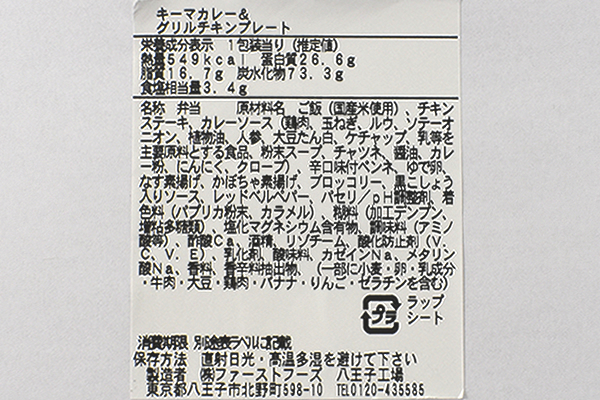 キーマカレー＆
グリルチキンプレート
栄養成分表示　1包装当り（推定値）
熱量549kcal　蛋白質26.6g
脂質16.7g　炭水化物73.3g
食塩相当量3.4g
名称　弁当　　原材料名　ご飯（国産米使用）、チキン
ステーキ、カレーソース（鶏肉、玉ねぎ、ルウ、ソテーオ
ニオン、植物油、人参、大豆たん白、ケチャップ、乳等を
主要原料とする食品、粉末スープ、チャツネ、醤油、カレ
ー粉、にんにく、クローブ）、辛口味付ペンネ、ゆで卵、
なす素揚げ、かぼちゃ素揚げ、ブロッコリー、黒こしょう
入りソース、レッドベルペパー、パセリ／pH調整剤、着
色料（パプリカ粉末、カラメル）、糊料（加工デンプン、
増粘多糖類）、塩化マグネシウム含有物、調味料（アミノ
酸等）、酢酸Ca、酒精、リゾチーム、酸化防止剤（V.
C、V.E）、乳化剤、酸味料、カゼインNa、メタリン
酸Na、香料、香辛料抽出物、（一部に小麦・卵・乳成分
・牛肉・大豆・鶏肉・バナナ・りんご・ゼラチンを含む）
プラ
ラップ
シート
消費期限　別途表ラベルに記載
保存方法　直射日光・高温多湿を避けて下さい
製造者　㈱ファーストフーズ　八王子工場
東京都八王子市北野町598-10　TEL0120-435585